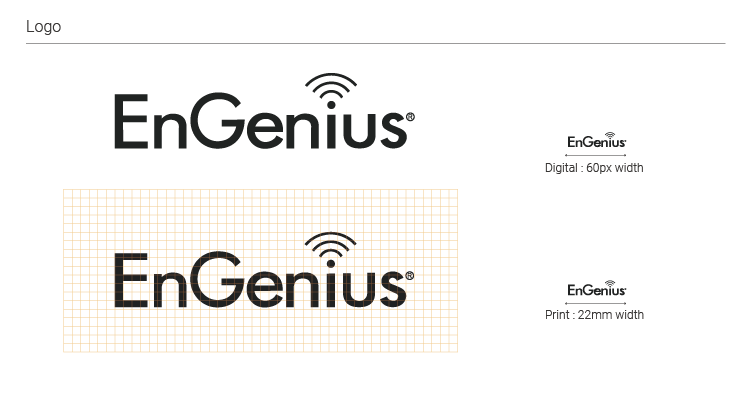 Logo
EnGenius®
EnGenius
Digital : 60px width
EnGenius®
EnGenius
Print : 22mm width